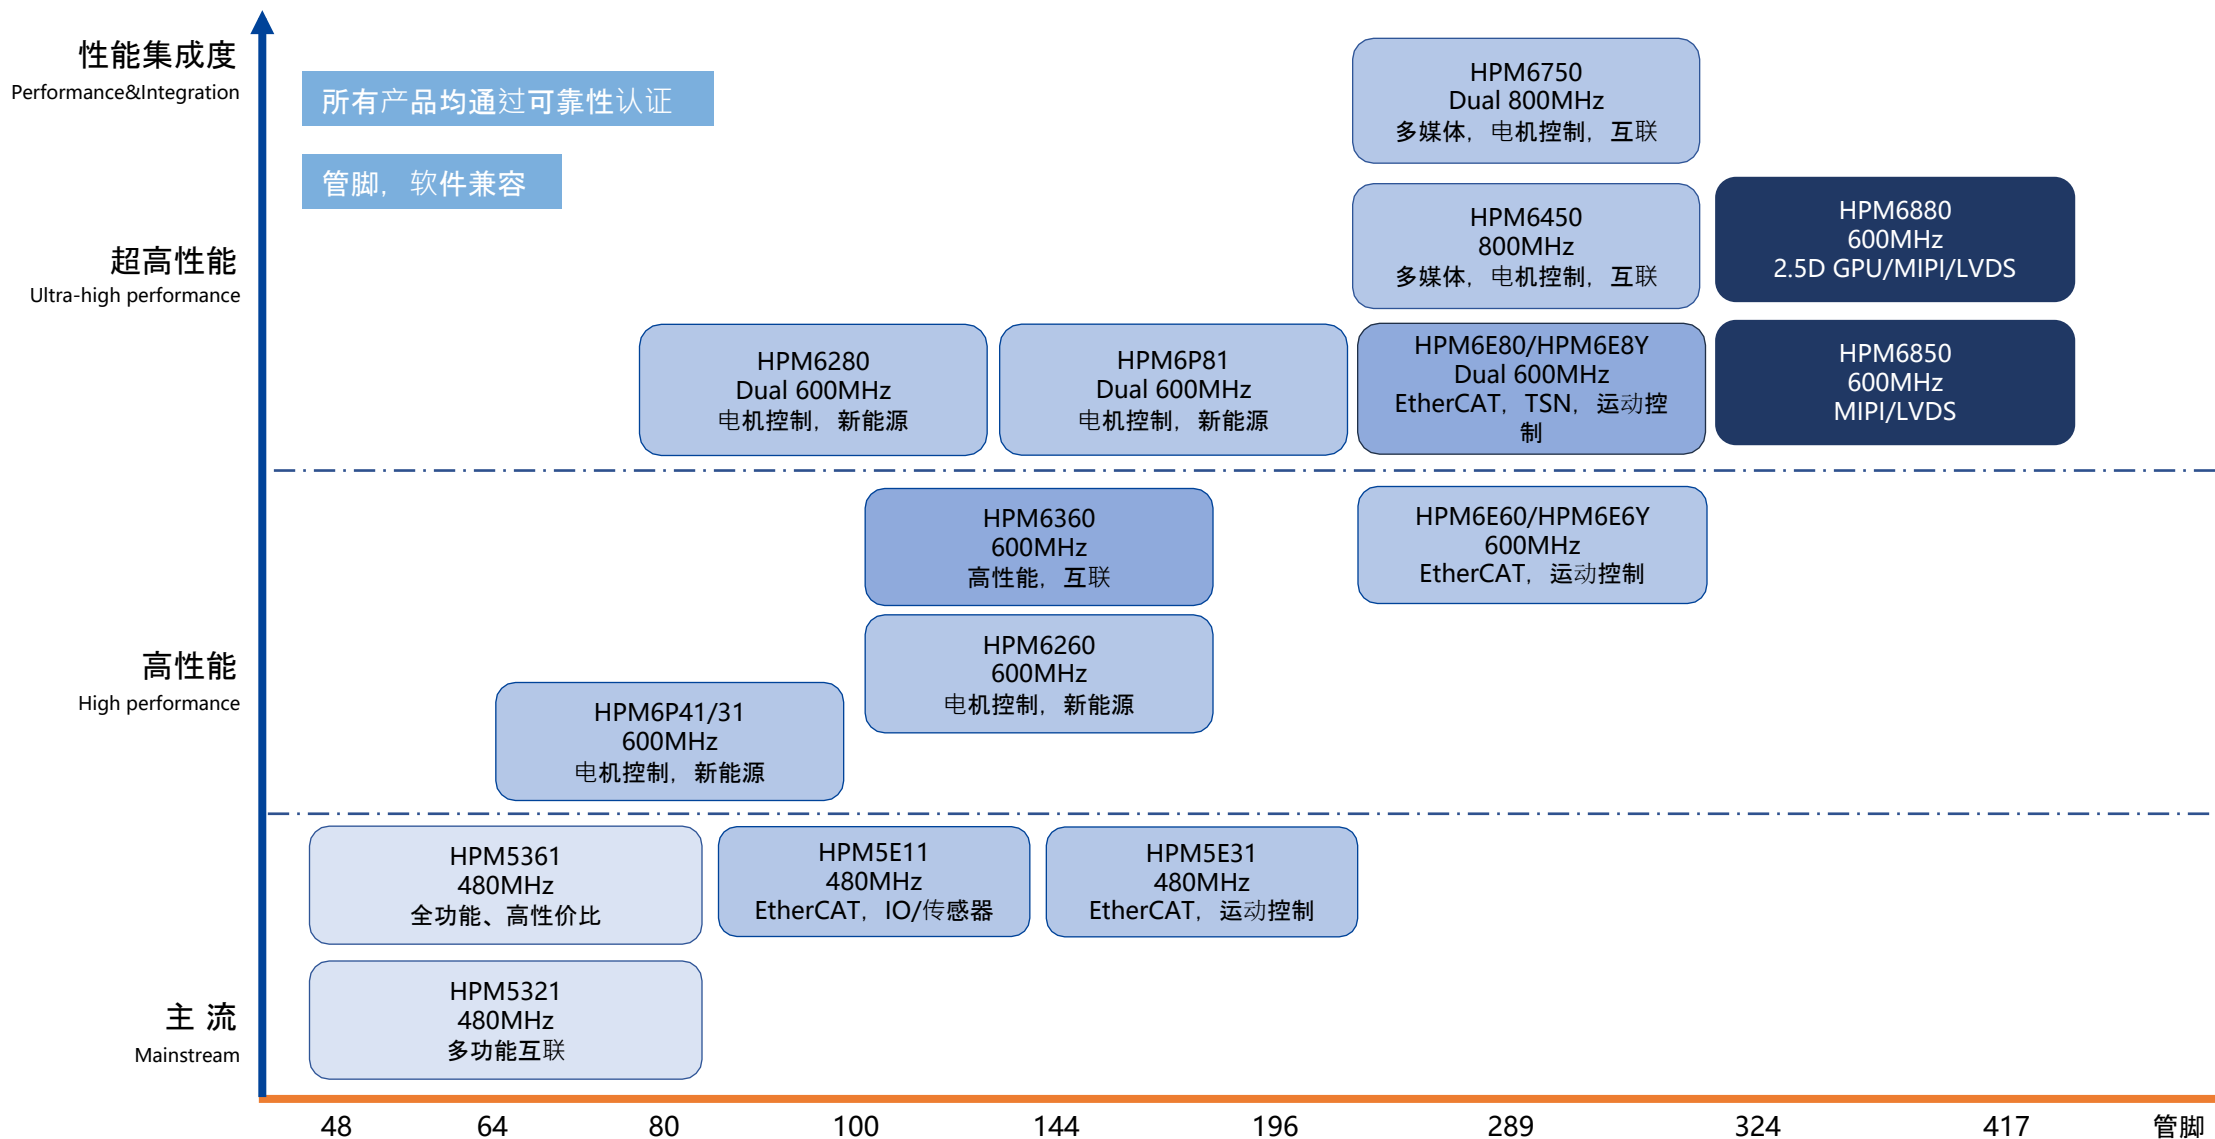 性能集成度
Performance&Integration
所有产品均通过可靠性认证
管脚，软件兼容
HPM6750
Dual 800MHz
多媒体，电机控制，互联
超高性能
Ultra-high performance
HPM6450
800MHz
多媒体，电机控制，互联
HPM6880
600MHz
2.5D GPU/MIPI/LVDS
HPM6280
Dual 600MHz
电机控制，新能源
HPM6P81
Dual 600MHz
电机控制，新能源
HPM6E80/HPM6E8Y
Dual 600MHz
EtherCAT，TSN，运动控
制
HPM6850
600MHz
MIPI/LVDS
高性能
High performance
HPM6360
600MHz
高性能，互联
HPM6E60/HPM6E6Y
600MHz
EtherCAT，运动控制
HPM6260
600MHz
电机控制，新能源
HPM6P41/31
600MHz
电机控制，新能源
主 流
Mainstream
HPM5361
480MHz
全功能、高性价比
HPM5E11
480MHz
EtherCAT，IO/传感器
HPM5E31
480MHz
EtherCAT，运动控制
HPM5321
480MHz
多功能互联
48 64 80 100 144 196 289 324 417 管脚